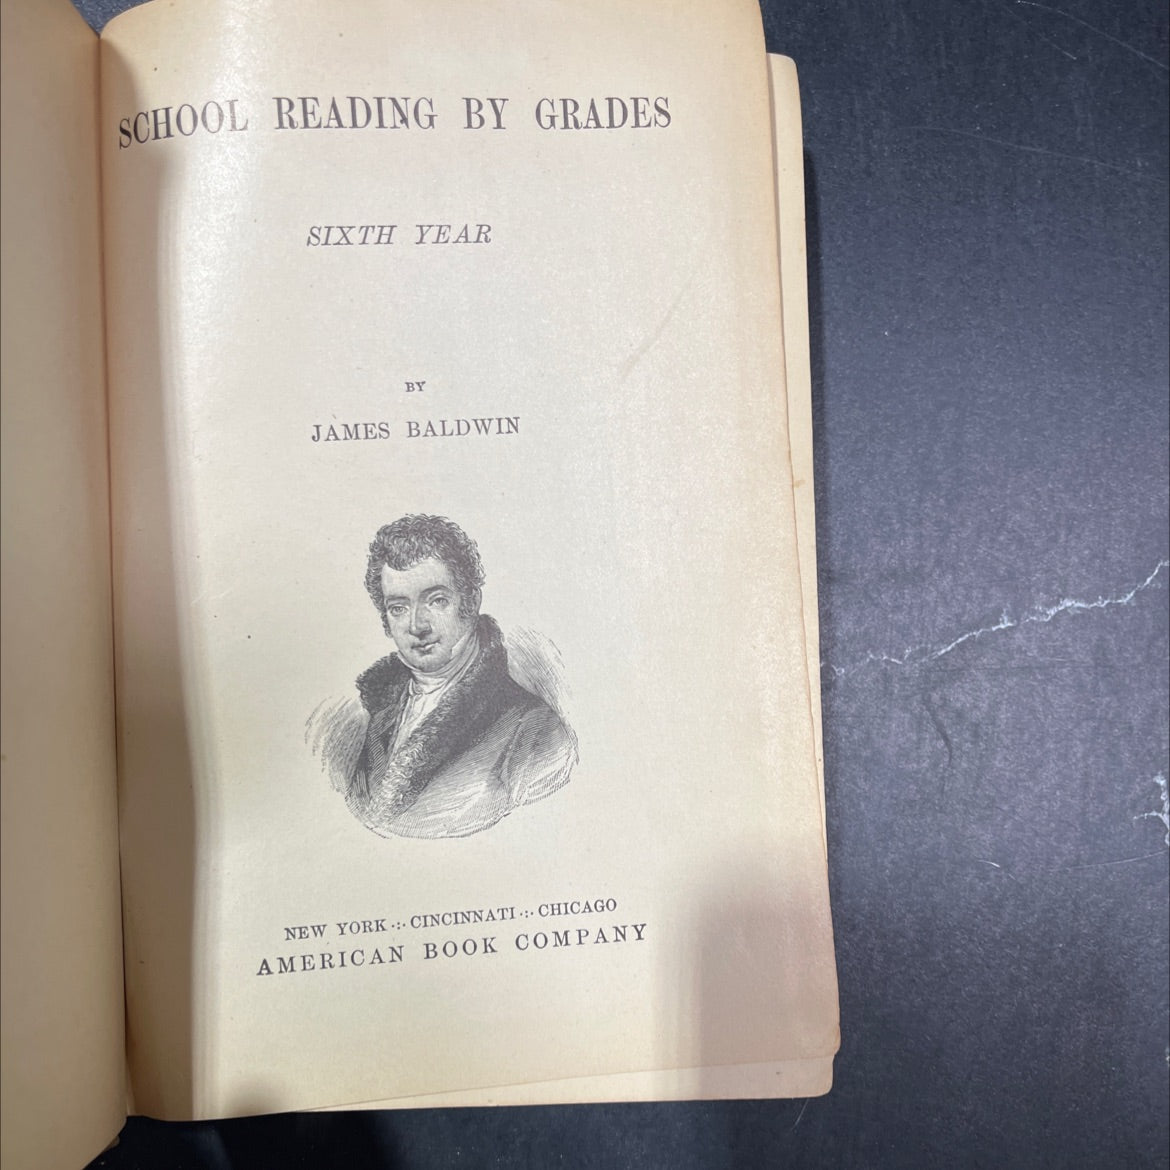 SCHOOL READING BY GRADES
SIXTH YEAR
BY
JAMES BALDWIN
NEW YORK ·:· CINCINNATI ·:· CHICAGO
AMERICAN BOOK COMPANY